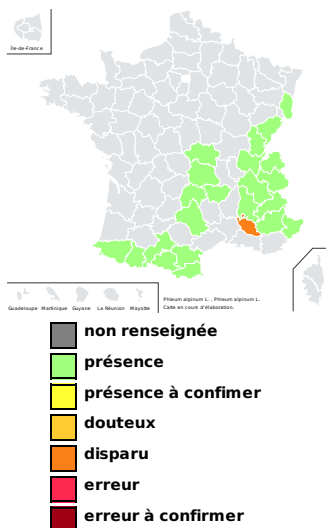 Île-de-France
Guadeloupe Martinique Guyane La Réunion Mayotte
Phleum alpinum L. , Phleum alpinum L.
Carte en cours d'élaboration.
non renseignée
présence
présence à confimer
douteux
disparu
erreur
erreur à confirmer